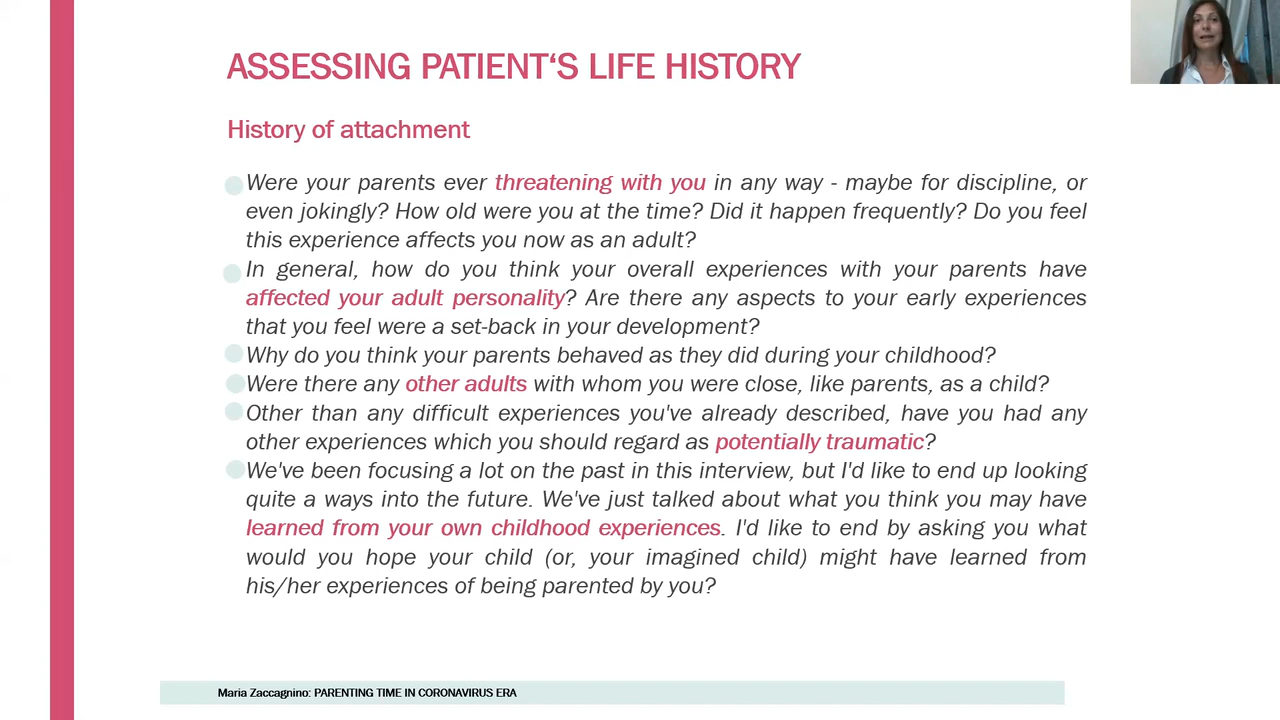 ASSESSING PATIENT‘S LIFE HISTORY
History of attachment
Were your parents ever threatening with you in any way - maybe for discipline, or
even jokingly? How old were you at the time? Did it happen frequently? Do you feel
this experience affects you now as an adult?
In general, how do you think your overall experiences with your parents have
affected your adult personality? Are there any aspects to your early experiences
that you feel were a set-back in your development?
Why do you think your parents behaved as they did during your childhood?
Were there any other adults with whom you were close, like parents, as a child?
Other than any difficult experiences you've already described, have you had any
other experiences which you should regard as potentially traumatic?
We've been focusing a lot on the past in this interview, but I'd like to end up looking
quite a ways into the future. We've just talked about what you think you may have
learned from your own childhood experiences. I'd like to end by asking you what
would you hope your child (or, your imagined child) might have learned from
his/her experiences of being parented by you?
Maria Zaccagnino: PARENTING TIME IN CORONAVIRUS ERA